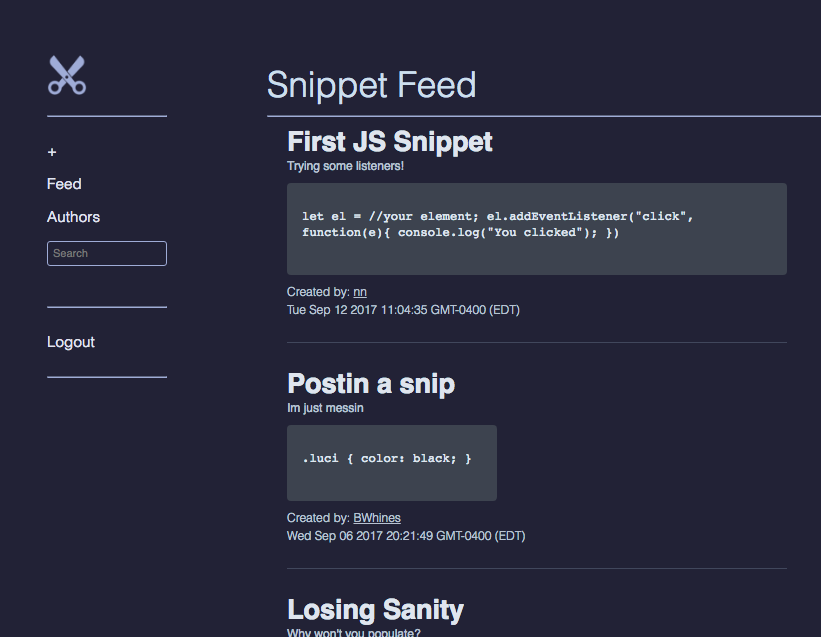 Snippet Feed
+
Feed
Authors
Search
Logout
First JS Snippet
Trying some listeners!
let el = //your element; el.addEventListener("click",
function(e){ console.log("You clicked"); })
Created by: nn
Tue Sep 12 2017 11:04:35 GMT-0400 (EDT)
Postin a snip
Im just messin
.luci { color: black; }
Created by: BWhines
Wed Sep 06 2017 20:21:49 GMT-0400 (EDT)
Losing Sanity
Why won't you populate?